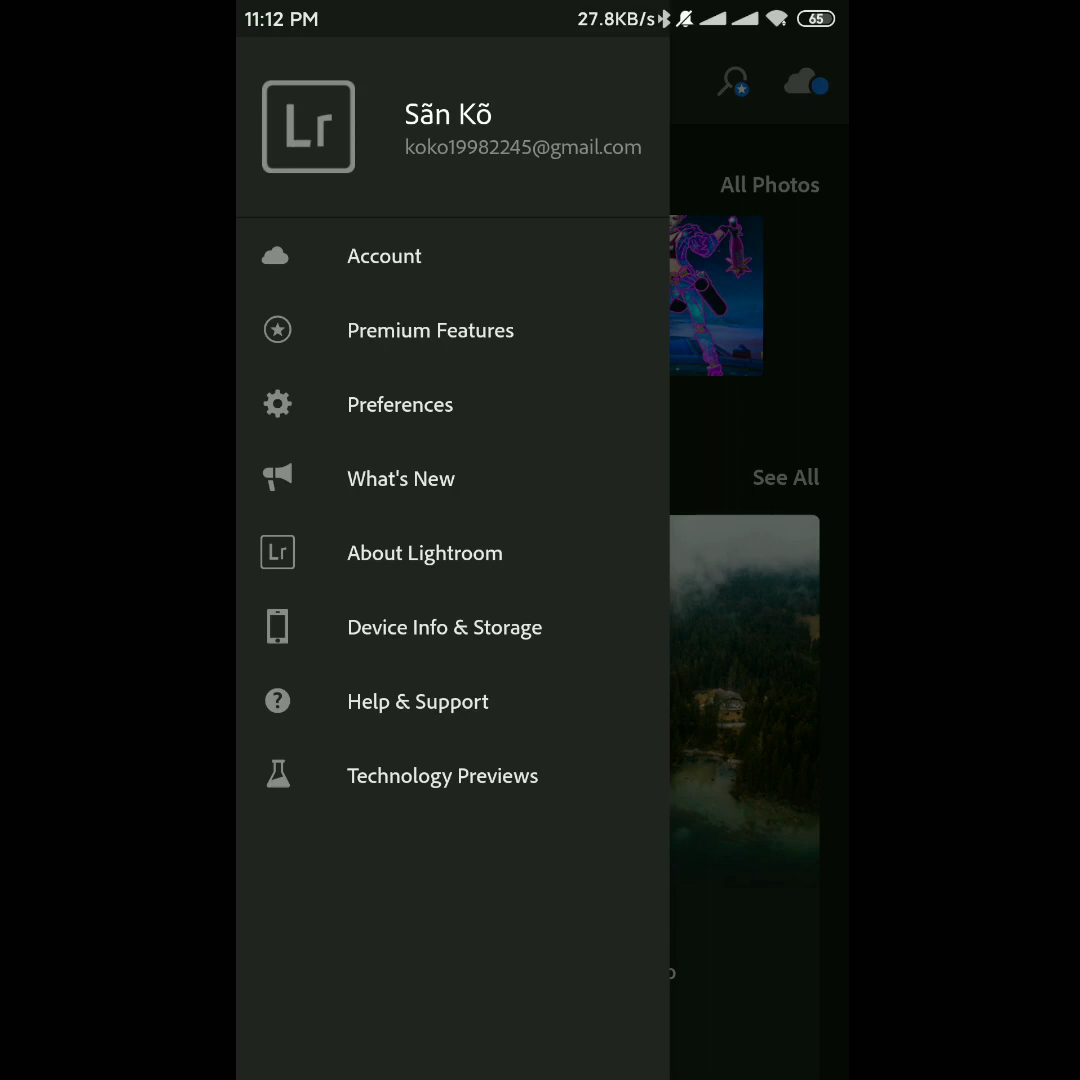 11:12 PM 27.8KB/s 65
Lr
Sãn Kõ
koko19982245@gmail.com
All Photos
Account
Premium Features
Preferences
What's New
See All
Lr About Lightroom
Device Info & Storage
? Help & Support
Technology Previews